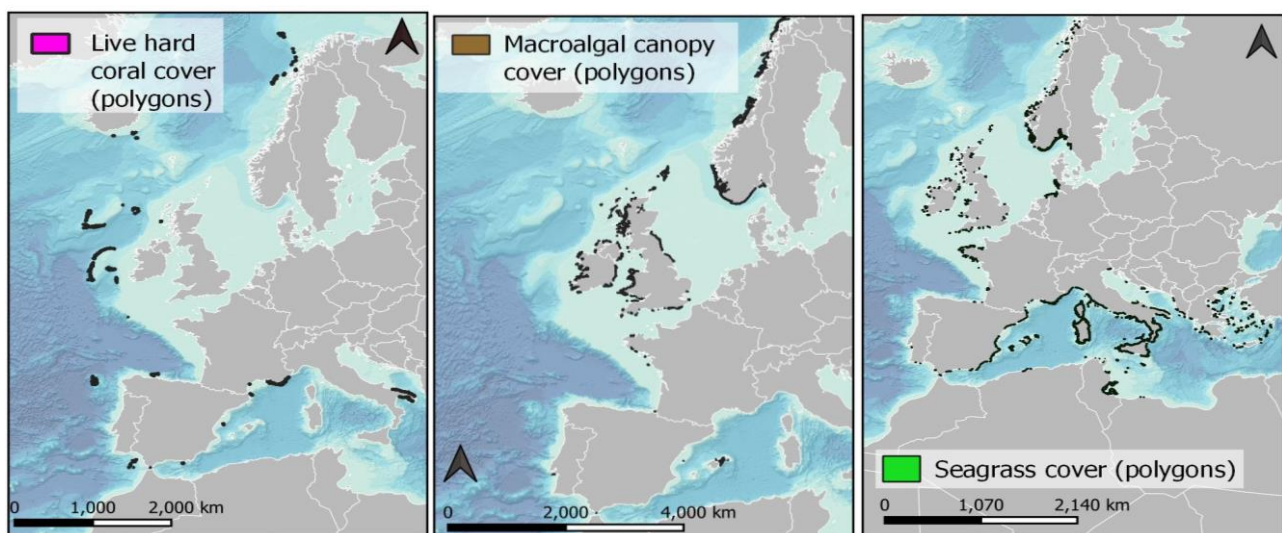 Live hard
coral cover
(polygons)
0 1,000 2,000 km
Macroalgal canopy
cover (polygons)
0 2,000 4,000 km
Seagrass cover (polygons)
0 1,070 2,140 km